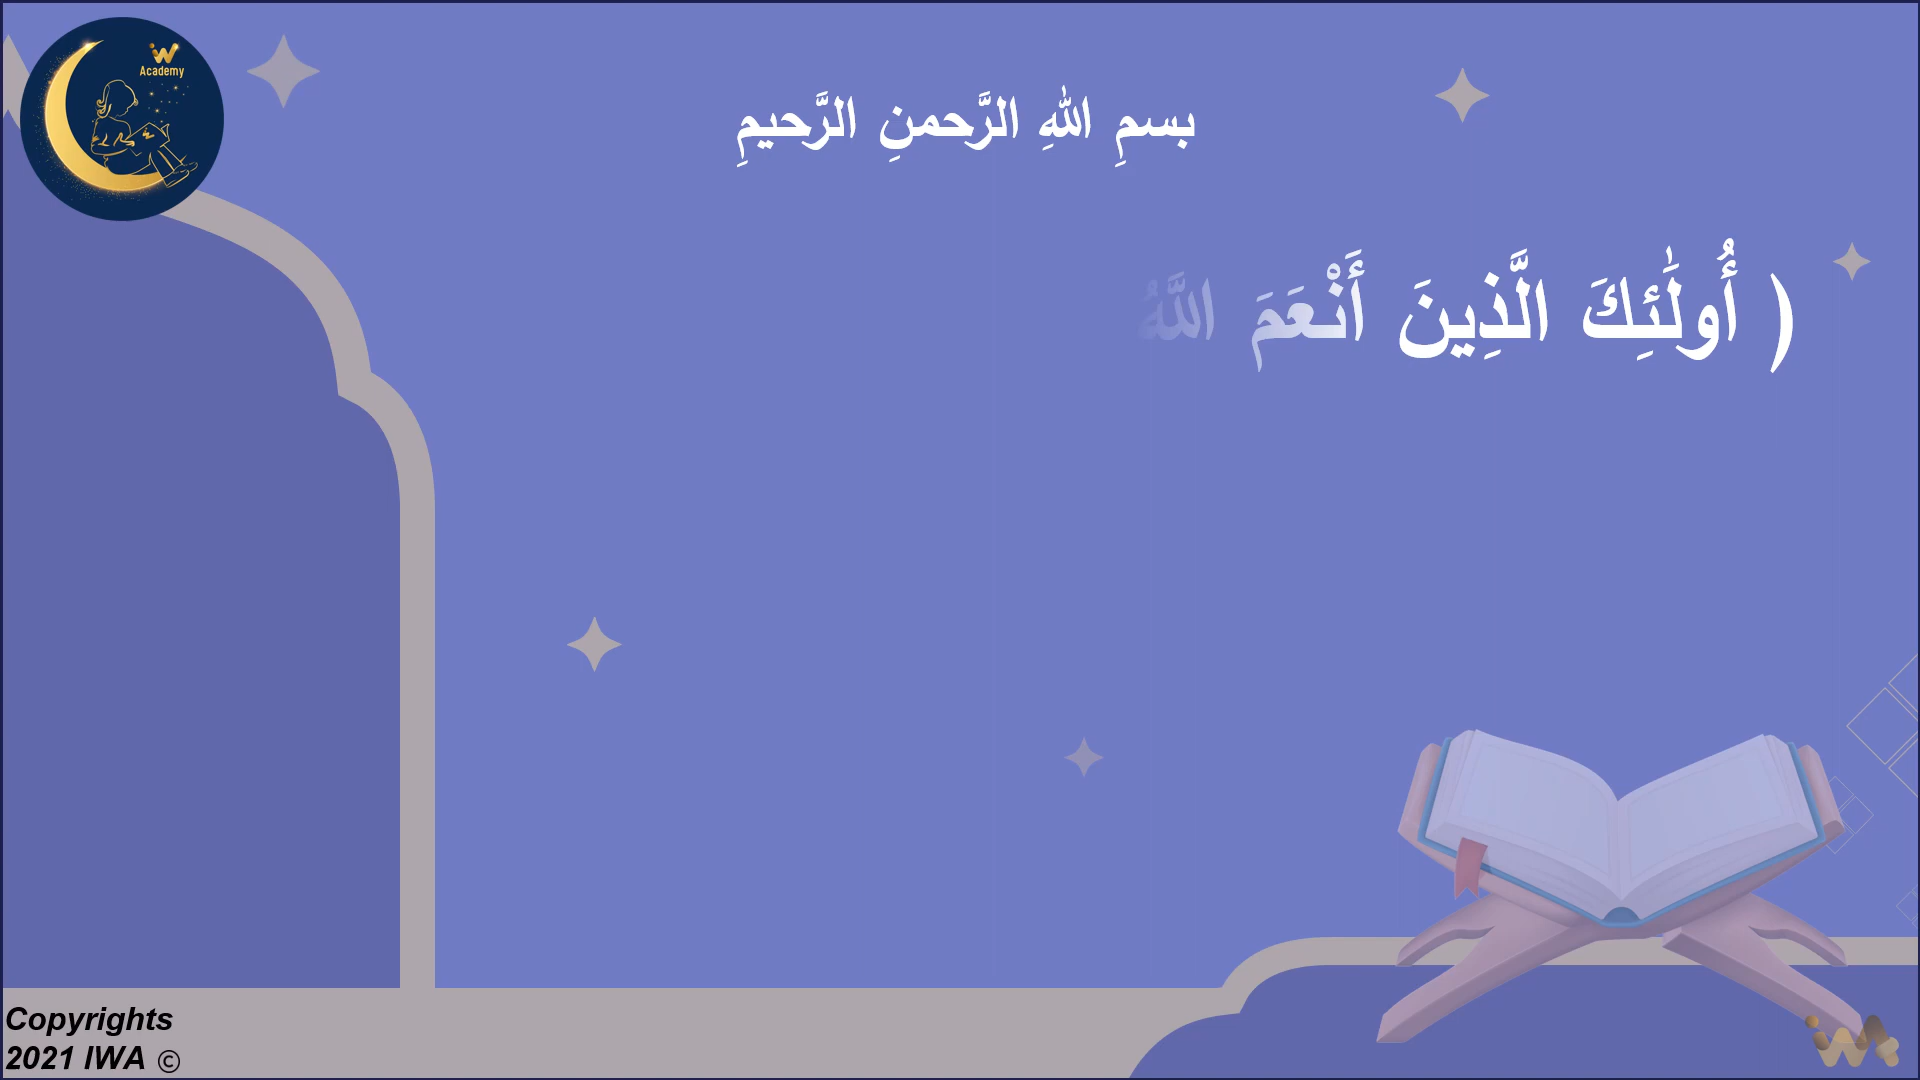 Academy
بسمِ اللهِ الرَّحمنِ الرَّحيمِ
( أُولَٰئِكَ الَّذِينَ أَنْعَمَ اللَّهُ
Copyrights
2021 IWA ©